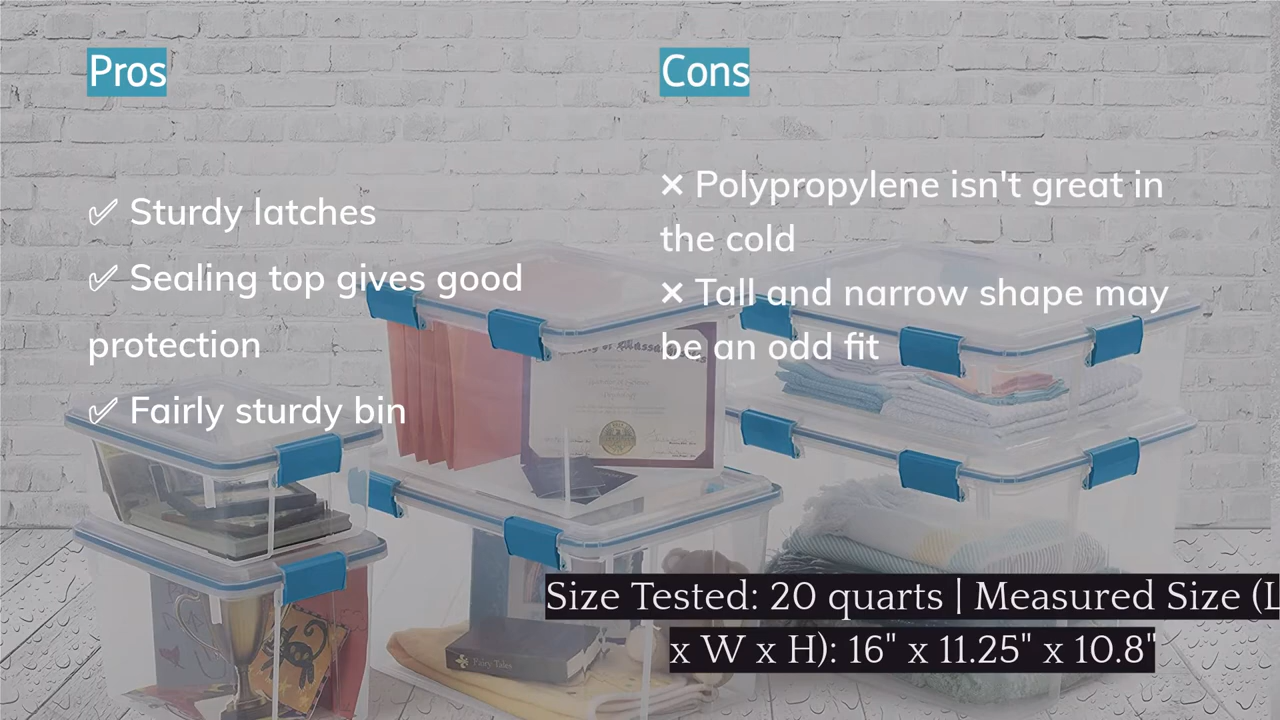 Pros
✅ Sturdy latches
✅ Sealing top gives good
protection
✅ Fairly sturdy bin
Cons
❌ Polypropylene isn't great in
the cold
❌ Tall and narrow shape may
be an odd fit
Size Tested: 20 quarts | Measured Size (L
x W x H): 16" x 11.25" x 10.8"
Fairy-Tales